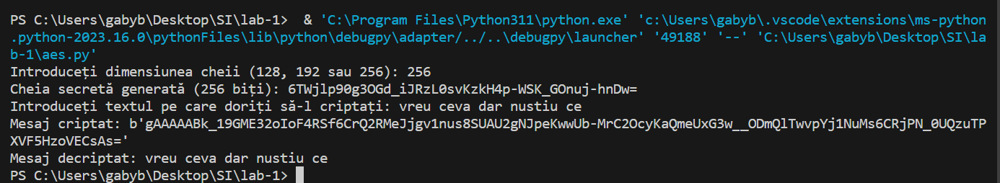 PS C:\Users\gabyb\Desktop\SI\lab-1>  & 'C:\Program Files\Python311\python.exe' 'c:\Users\gabyb\.vscode\extensions\ms-python
.python-2023.16.0\pythonFiles\lib\python\debugpy\adapter/../..\debugpy\launcher' '49188' '--' 'C:\Users\gabyb\Desktop\SI\la
b-1\aes.py'
Introduceți dimensiunea cheii (128, 192 sau 256): 256
Cheia secretă generată (256 biți): 6TWjlp90g3OGd_iJRzL0svKzkH4p-WSK_GOnuj-hnDw=
Introduceți textul pe care doriți să-l criptați: vreu ceva dar nustiu ce
Mesaj criptat: b'gAAAAABk_19GME32oIoF4RSf6CrQ2RMeJjgv1nus8SUAU2gNJpeKwwUb-MrC2OcyKaQmeUxG3w__ODmQlTwvpYj1NuMs6CRjPN_0UQzuTP
XVF5HzoVECsAs='
Mesaj decriptat: vreu ceva dar nustiu ce
PS C:\Users\gabyb\Desktop\SI\lab-1>